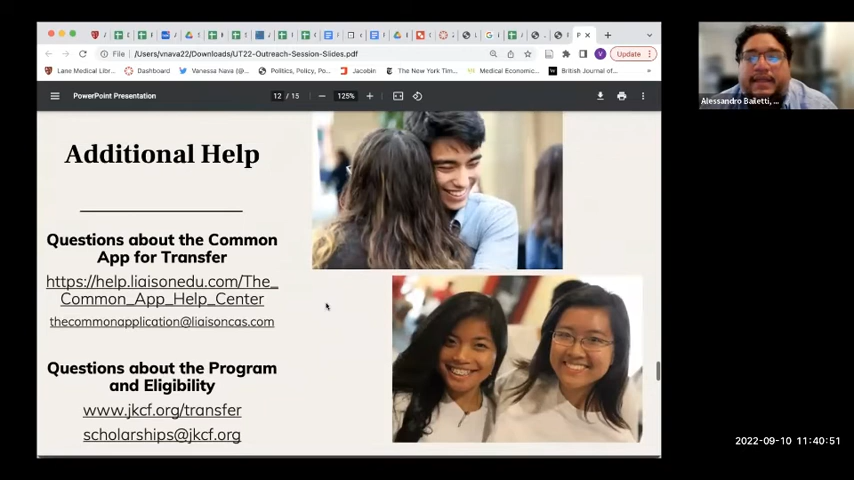 File
/Users/vnava22/Downloads/UT22-Outreach-Session-Slides.pdf
Update
Lane Medical Libr...
Dashboard
Vanessa Nava (@...
Politics, Policy, Po...
Jacobin
The New York Tim...
Medical Economic...
British Journal of...
PowerPoint Presentation
12 / 15
125%
Additional Help
Questions about the Common
App for Transfer
https://help.liaisonedu.com/The_
Common_App_Help_Center
thecommonapplication@liaisoncas.com
Questions about the Program
and Eligibility
www.jkcf.org/transfer
scholarships@jkcf.org
Alessandro Bailetti, ...
2022-09-10 11:40:51